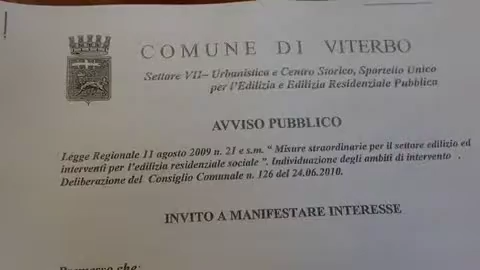 COMUNE DI VITERBO
Settore VII– Urbanistica e Centro Storico, Sportello Unico
per l'Edilizia e Edilizia Residenziale Pubblica
AVVISO PUBBLICO
Legge Regionale 11 agosto 2009 n. 21 e s.m. “ Misure straordinarie per il settore edilizio ed
interventi per l'edilizia residenziale sociale ”. Individuazione degli ambiti di intervento .
Deliberazione del Consiglio Comunale n. 126 del 24.06.2010.
INVITO A MANIFESTARE INTERESSE
che: